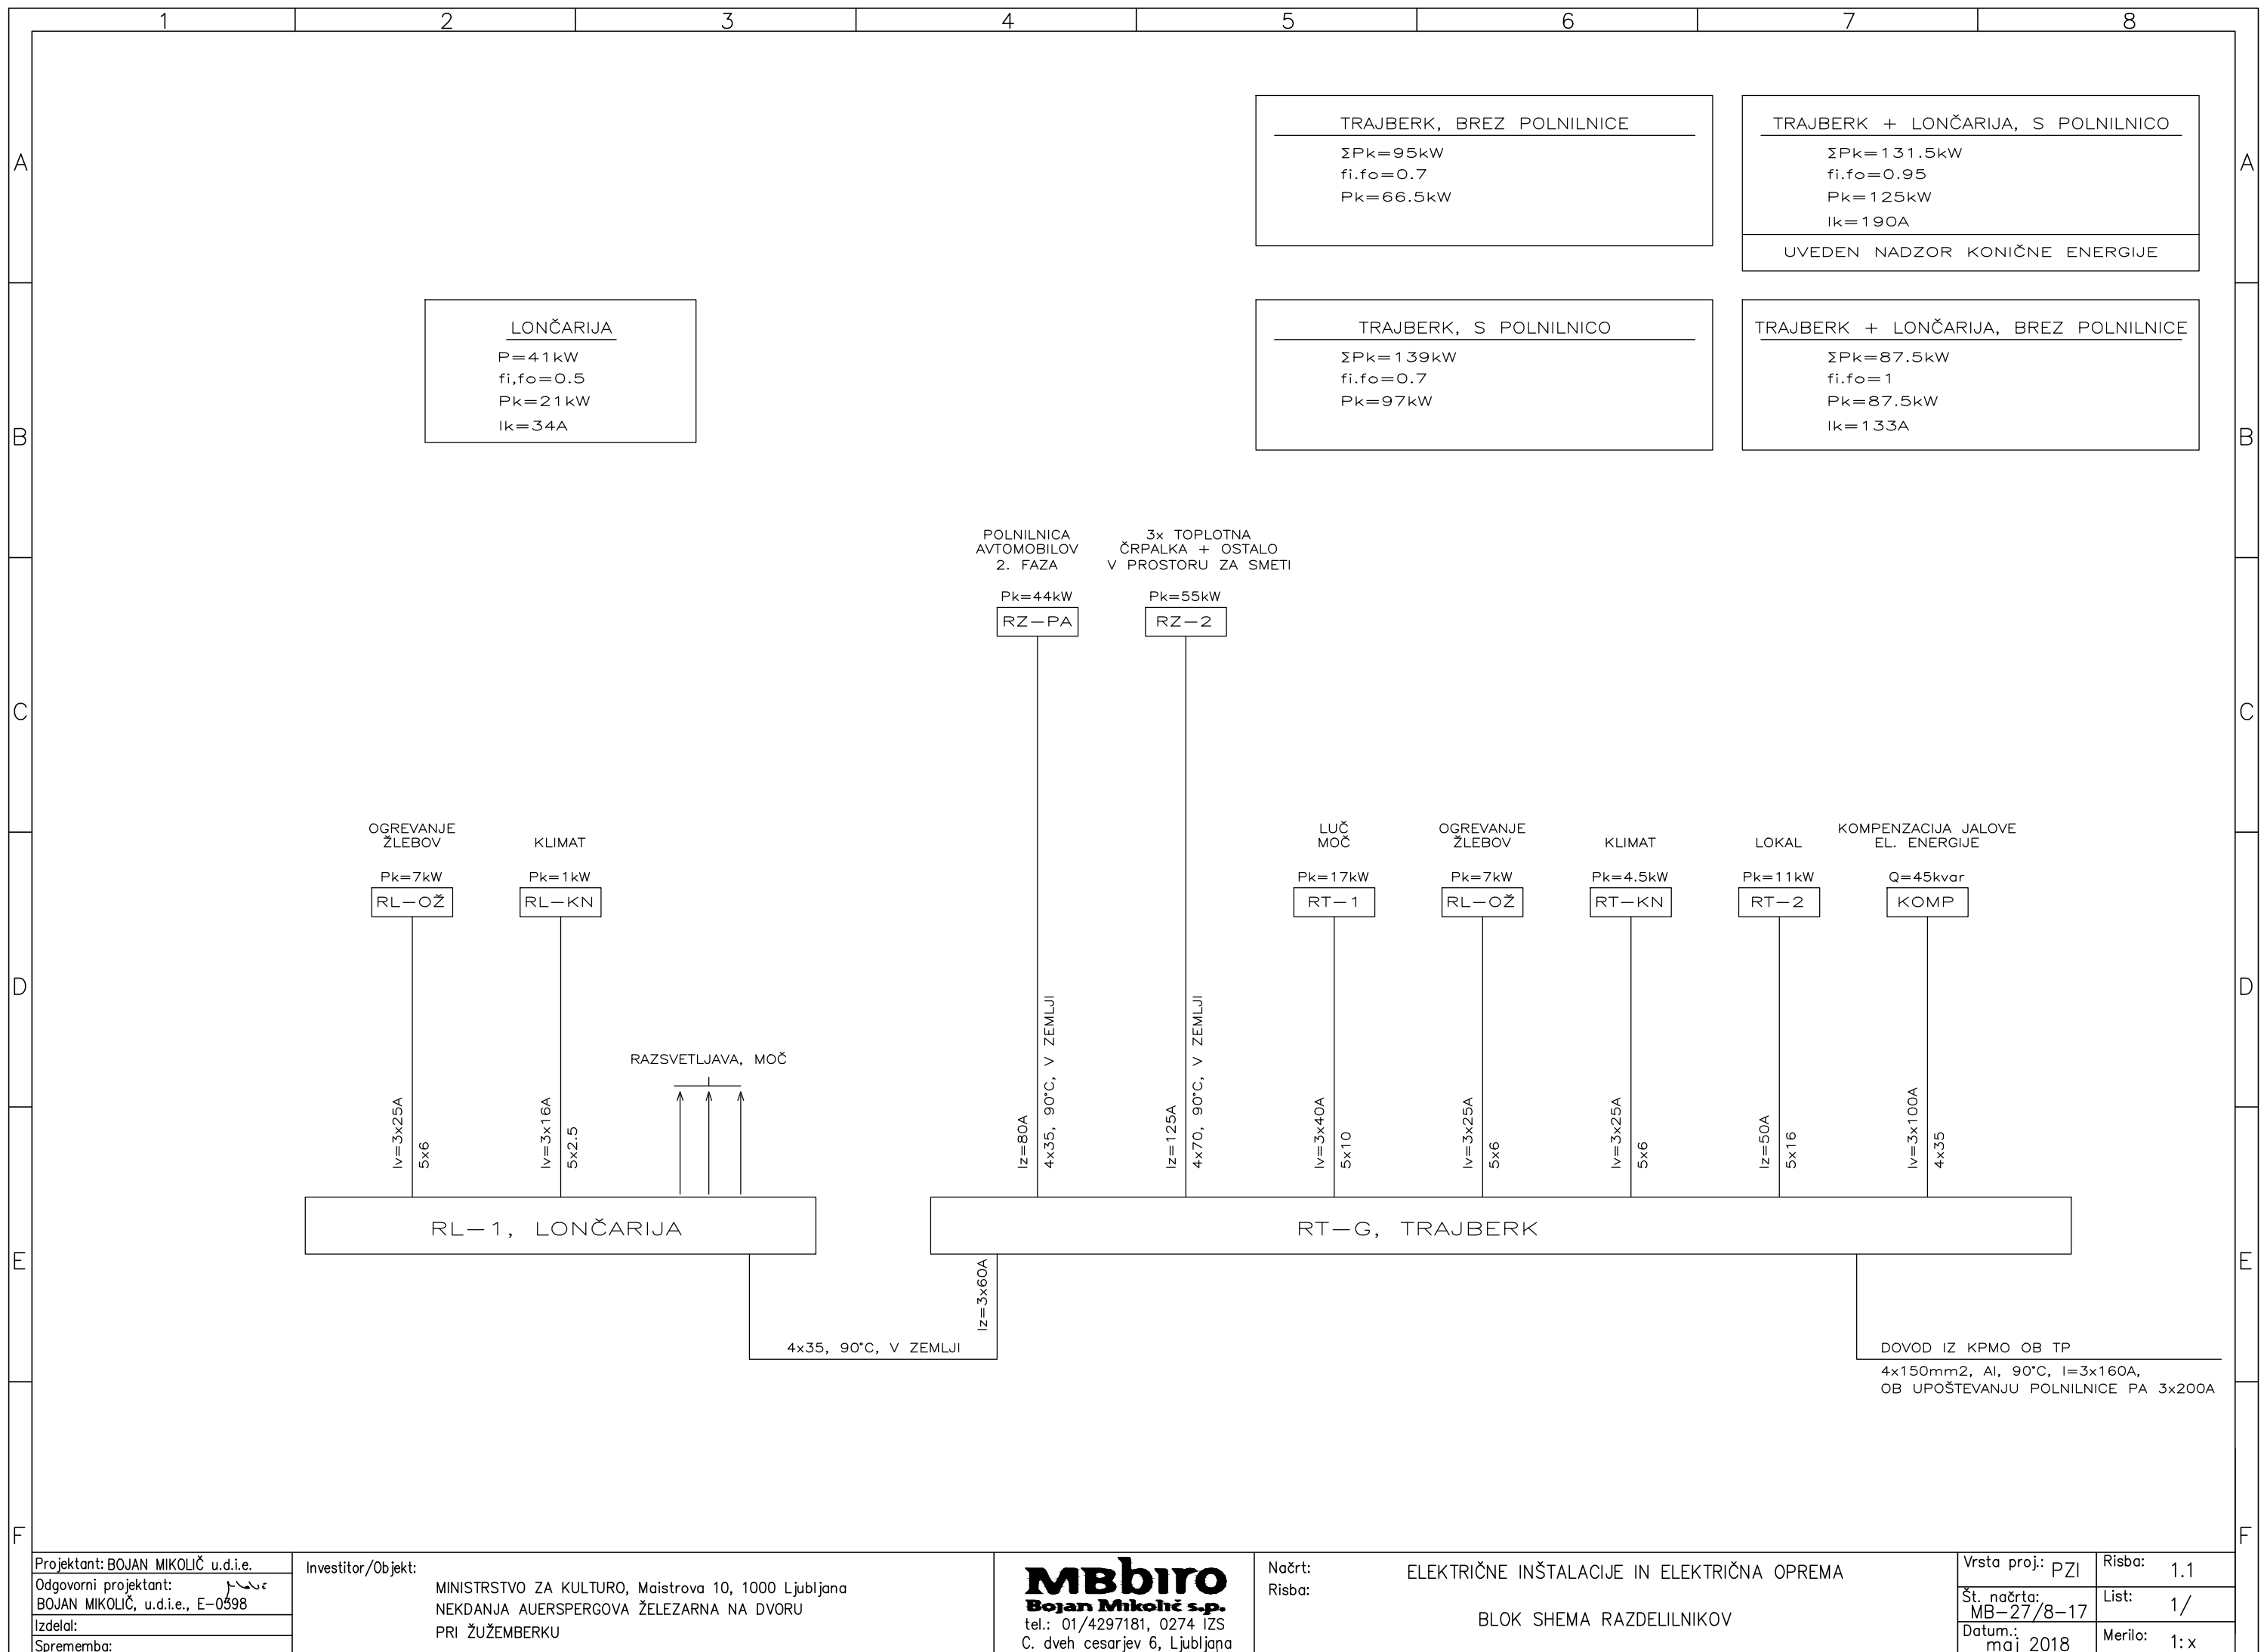 1 2 3 4 5 6 7 8
A A
B B
C C
D D
E E
F F
TRAJBERK, BREZ POLNILNICE
ΣPk=95kW
fi.fo=0.7
Pk=66.5kW
TRAJBERK + LONČARIJA, S POLNILNICO
ΣPk=131.5kW
fi.fo=0.95
Pk=125kW
Ik=190A
UVEDEN NADZOR KONIČNE ENERGIJE
LONČARIJA
P=41kW
fi,fo=0.5
Pk=21kW
Ik=34A
TRAJBERK, S POLNILNICO
ΣPk=139kW
fi.fo=0.7
Pk=97kW
TRAJBERK + LONČARIJA, BREZ POLNILNICE
ΣPk=87.5kW
fi.fo=1
Pk=87.5kW
Ik=133A
POLNILNICA
AVTOMOBILOV
2. FAZA
Pk=44kW
RZ-PA
3x TOPLOTNA
ČRPALKA + OSTALO
V PROSTORU ZA SMETI
Pk=55kW
RZ-2
OGREVANJE
ŽLEBOV
Pk=7kW
RL-OŽ
KLIMAT
Pk=1kW
RL-KN
LUČ
MOČ
Pk=17kW
RT-1
OGREVANJE
ŽLEBOV
Pk=7kW
RL-OŽ
KLIMAT
Pk=4.5kW
RT-KN
LOKAL
Pk=11kW
RT-2
KOMPENZACIJA JALOVE
EL. ENERGIJE
Q=45kvar
KOMP
RAZSVETLJAVA, MOČ
Iv=3x25A
5x6
Iv=3x16A
5x2.5
Iz=80A
4x35, 90°C, V ZEMLJI
Iz=125A
4x70, 90°C, V ZEMLJI
Iv=3x40A
5x10
Iv=3x25A
5x6
Iv=3x25A
5x6
Iz=50A
5x16
Iv=3x100A
4x35
RL-1, LONČARIJA
RT-G, TRAJBERK
Iz=3x60A
4x35, 90°C, V ZEMLJI
DOVOD IZ KPMO OB TP
4x150mm2, Al, 90°C, I=3x160A,
OB UPOŠTEVANJU POLNILNICE PA 3x200A
Projektant: BOJAN MIKOLIČ u.d.i.e.
Odgovorni projektant:
BOJAN MIKOLIČ, u.d.i.e., E-0598
Izdelal:
Sprememba:
Investitor/Objekt:
MINISTRSTVO ZA KULTURO, Maistrova 10, 1000 Ljubljana
NEKDANJA AUERSPERGOVA ŽELEZARNA NA DVORU
PRI ŽUŽEMBERKU
MBbiro
Bojan Mikolič s.p.
tel.: 01/4297181, 0274 IZS
C. dveh cesarjev 6, Ljubljana
Načrt: ELEKTRIČNE INŠTALACIJE IN ELEKTRIČNA OPREMA
Risba:
BLOK SHEMA RAZDELILNIKOV
Vrsta proj.: PZI
Risba: 1.1
Št. načrta:
MB-27/8-17
List: 1/
Datum.:
maj 2018
Merilo: 1:x